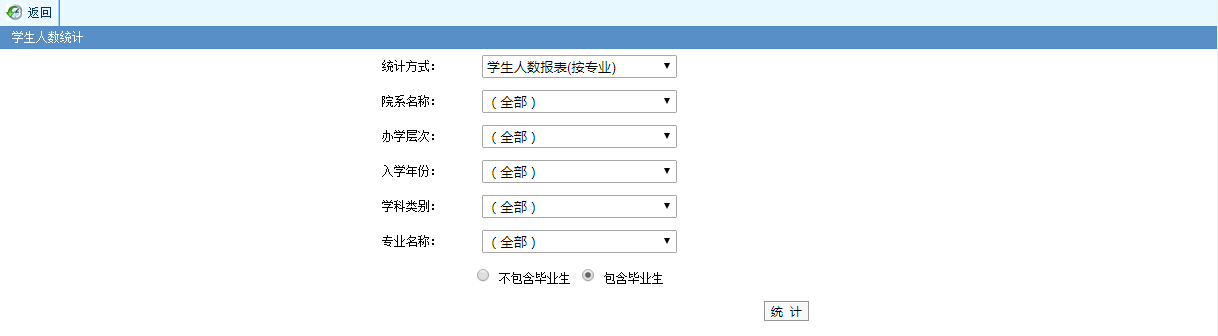 返回
学生人数统计
统计方式： 学生人数报表(按专业)
院系名称： （全部）
办学层次： （全部）
入学年份： （全部）
学科类别： （全部）
专业名称： （全部）
不包含毕业生 包含毕业生
统 计